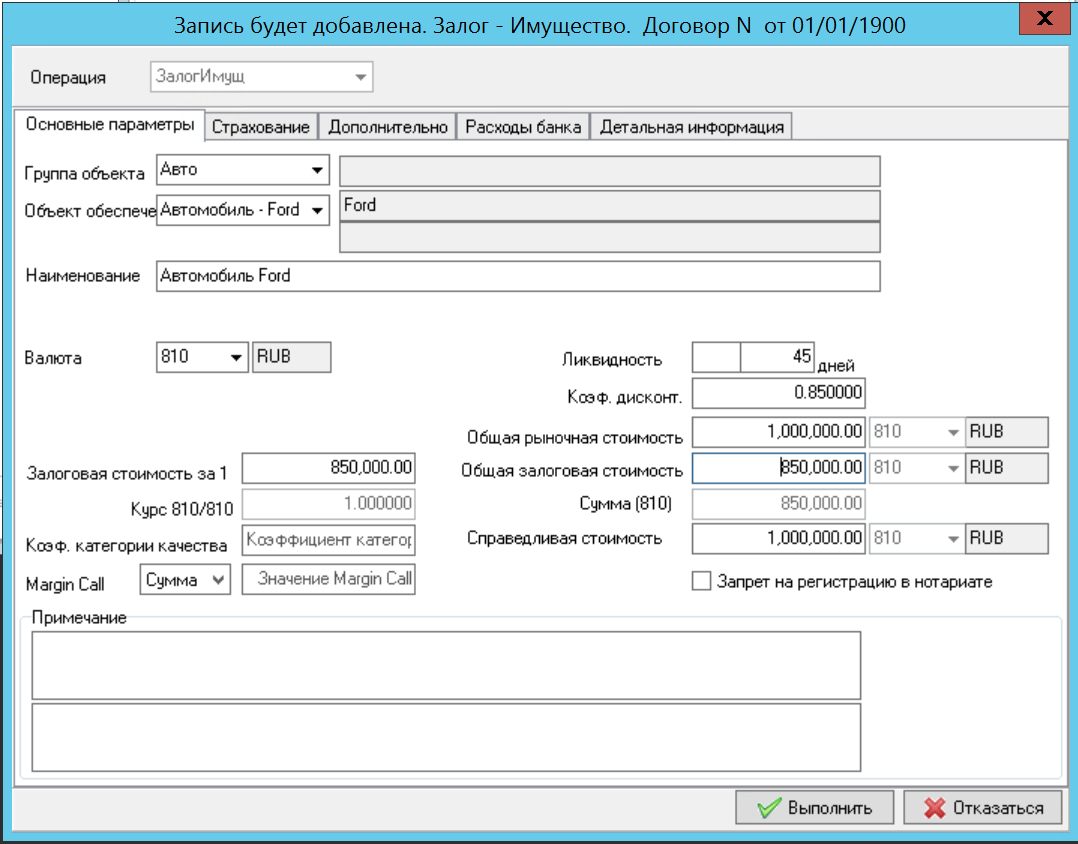 Запись будет добавлена. Залог - Имущество.  Договор N  от 01/01/1900
Операция ЗалогИмущ
Основные параметры Страхование Дополнительно Расходы банка Детальная информация
Группа объекта Авто
Объект обеспече Автомобиль - Ford Ford
Наименование Автомобиль Ford
Валюта 810 RUB Ликвидность 45 дней
Коэф. дисконт. 0.850000
Общая рыночная стоимость 1,000,000.00 810 RUB
Залоговая стоимость за 1 850,000.00 Общая залоговая стоимость 850,000.00 810 RUB
Курс 810/810 1.000000 Сумма (810) 850,000.00
Коэф. категории качества Коэффициент категор Справедливая стоимость 1,000,000.00 810 RUB
Margin Call Сумма Значение Margin Call Запрет на регистрацию в нотариате
Примечание
Выполнить Отказаться